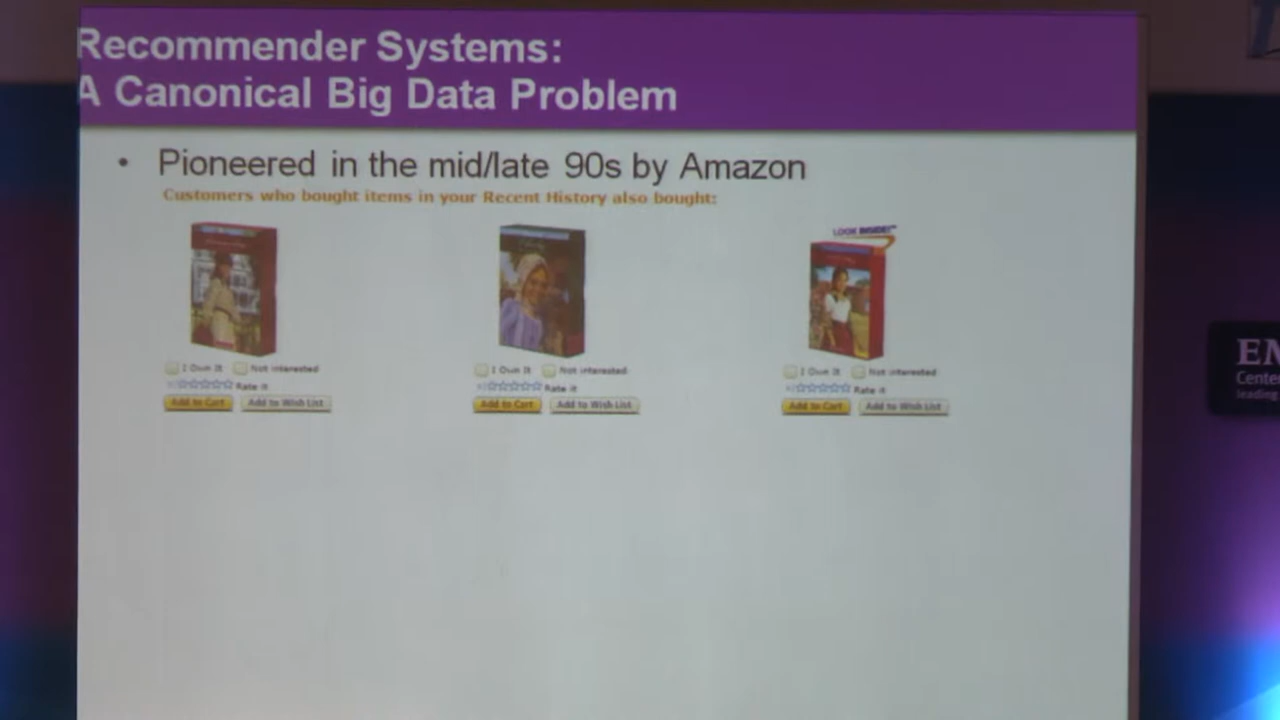 Recommender Systems:
A Canonical Big Data Problem
• Pioneered in the mid/late 90s by Amazon
Customers who bought items in your Recent History also bought:
LOOK INSIDE!™
I Own It Not interested
I Own It Not interested
I Own It Not interested
Rate it
Rate it
Rate it
Add to Cart Add to Wish List
Add to Cart Add to Wish List
Add to Cart Add to Wish List
Center
leading